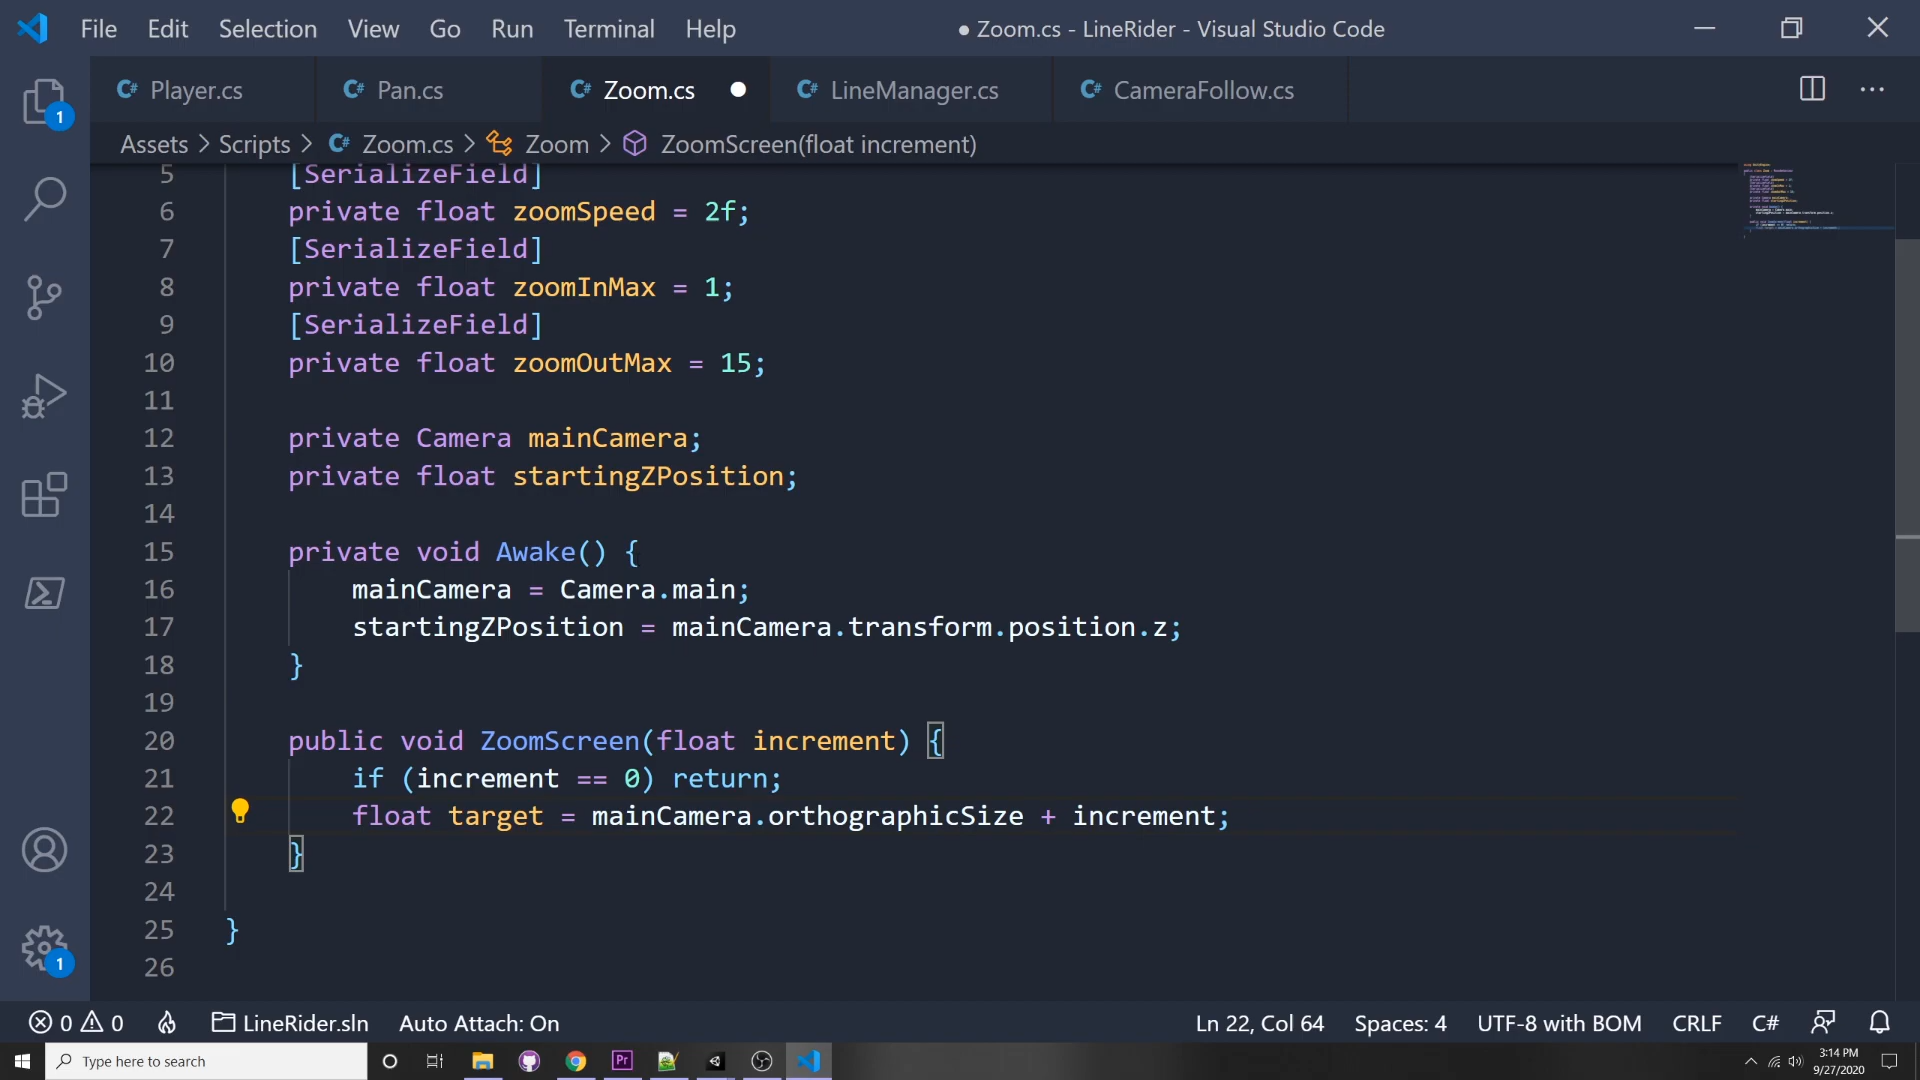 File Edit Selection View Go Run Terminal Help ● Zoom.cs - LineRider - Visual Studio Code
C# Player.cs C# Pan.cs C# Zoom.cs C# LineManager.cs C# CameraFollow.cs ...
Assets > Scripts > C# Zoom.cs > Zoom > ZoomScreen(float increment)
1
5 [SerializeField]
6 private float zoomSpeed = 2f;
7 [SerializeField]
8 private float zoomInMax = 1;
9 [SerializeField]
10 private float zoomOutMax = 15;
11
12 private Camera mainCamera;
13 private float startingZPosition;
14
15 private void Awake() {
16 mainCamera = Camera.main;
17 startingZPosition = mainCamera.transform.position.z;
18 }
19
20 public void ZoomScreen(float increment) {
21 if (increment == 0) return;
22 float target = mainCamera.orthographicSize + increment;
23 }
24
25 }
26
1
0 0 LineRider.sln Auto Attach: On Ln 22, Col 64 Spaces: 4 UTF-8 with BOM CRLF C#
Type here to search Pr 3:14 PM
9/27/2020